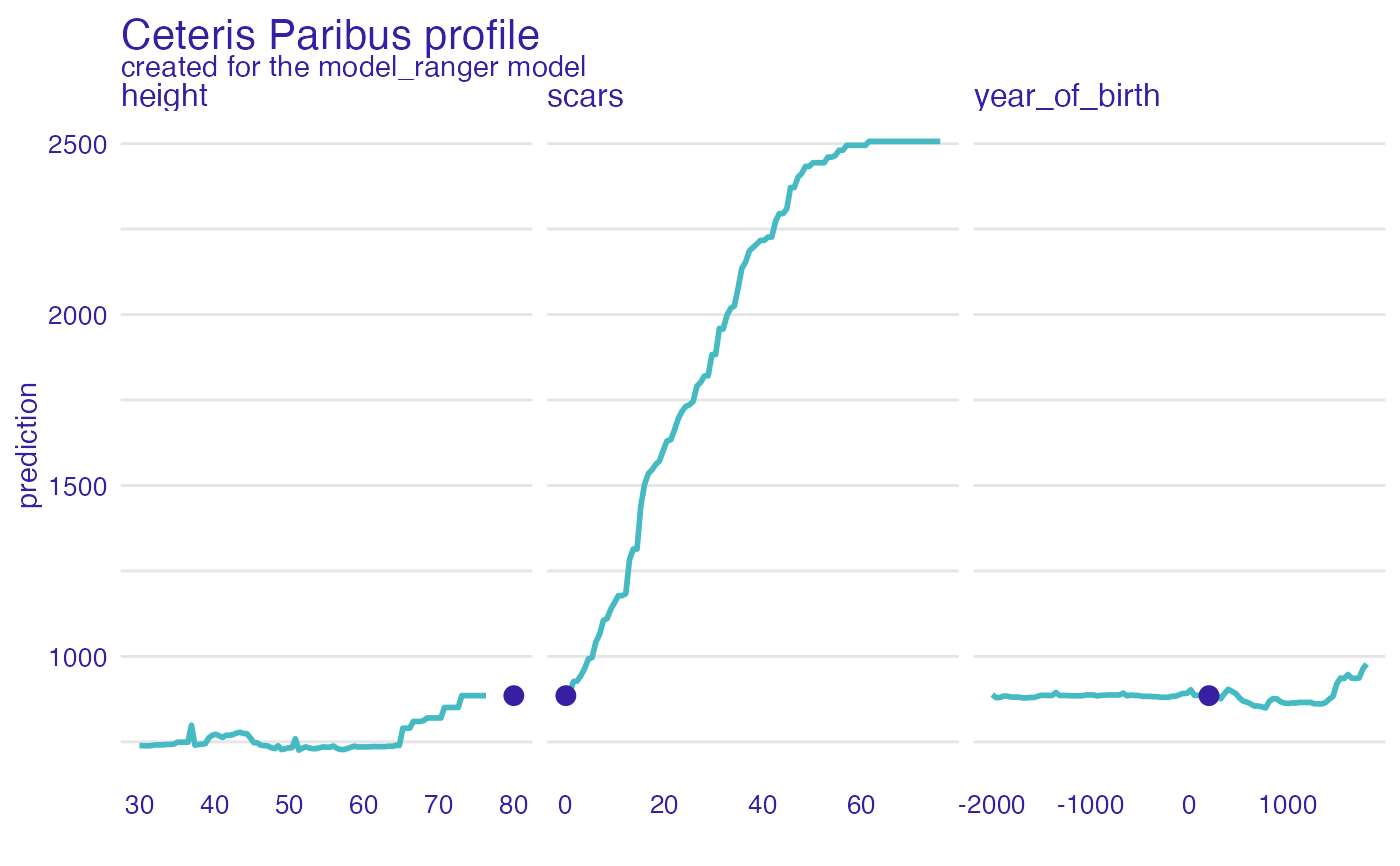 Ceteris Paribus profile
created for the model_ranger model
height scars year_of_birth
2500
2000
1500
1000
prediction
30 40 50 60 70 80 0 20 40 60 -2000 -1000 0 1000